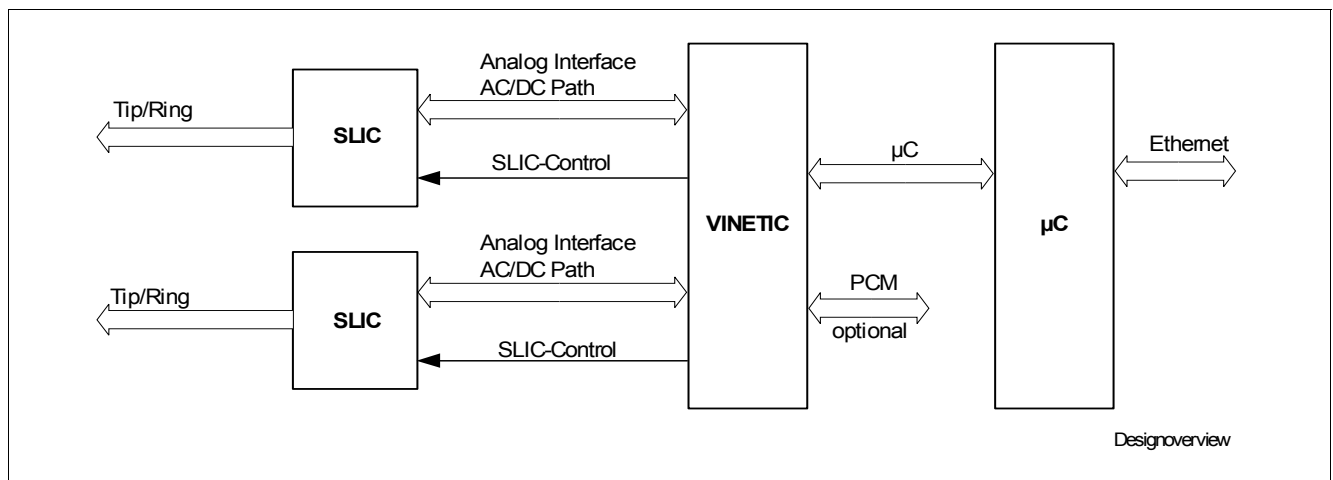 Tip/Ring
SLIC
Analog Interface
AC/DC Path
SLIC-Control
Tip/Ring
SLIC
Analog Interface
AC/DC Path
SLIC-Control
VINETIC
µC
PCM
optional
µC
Ethernet
Designoverview